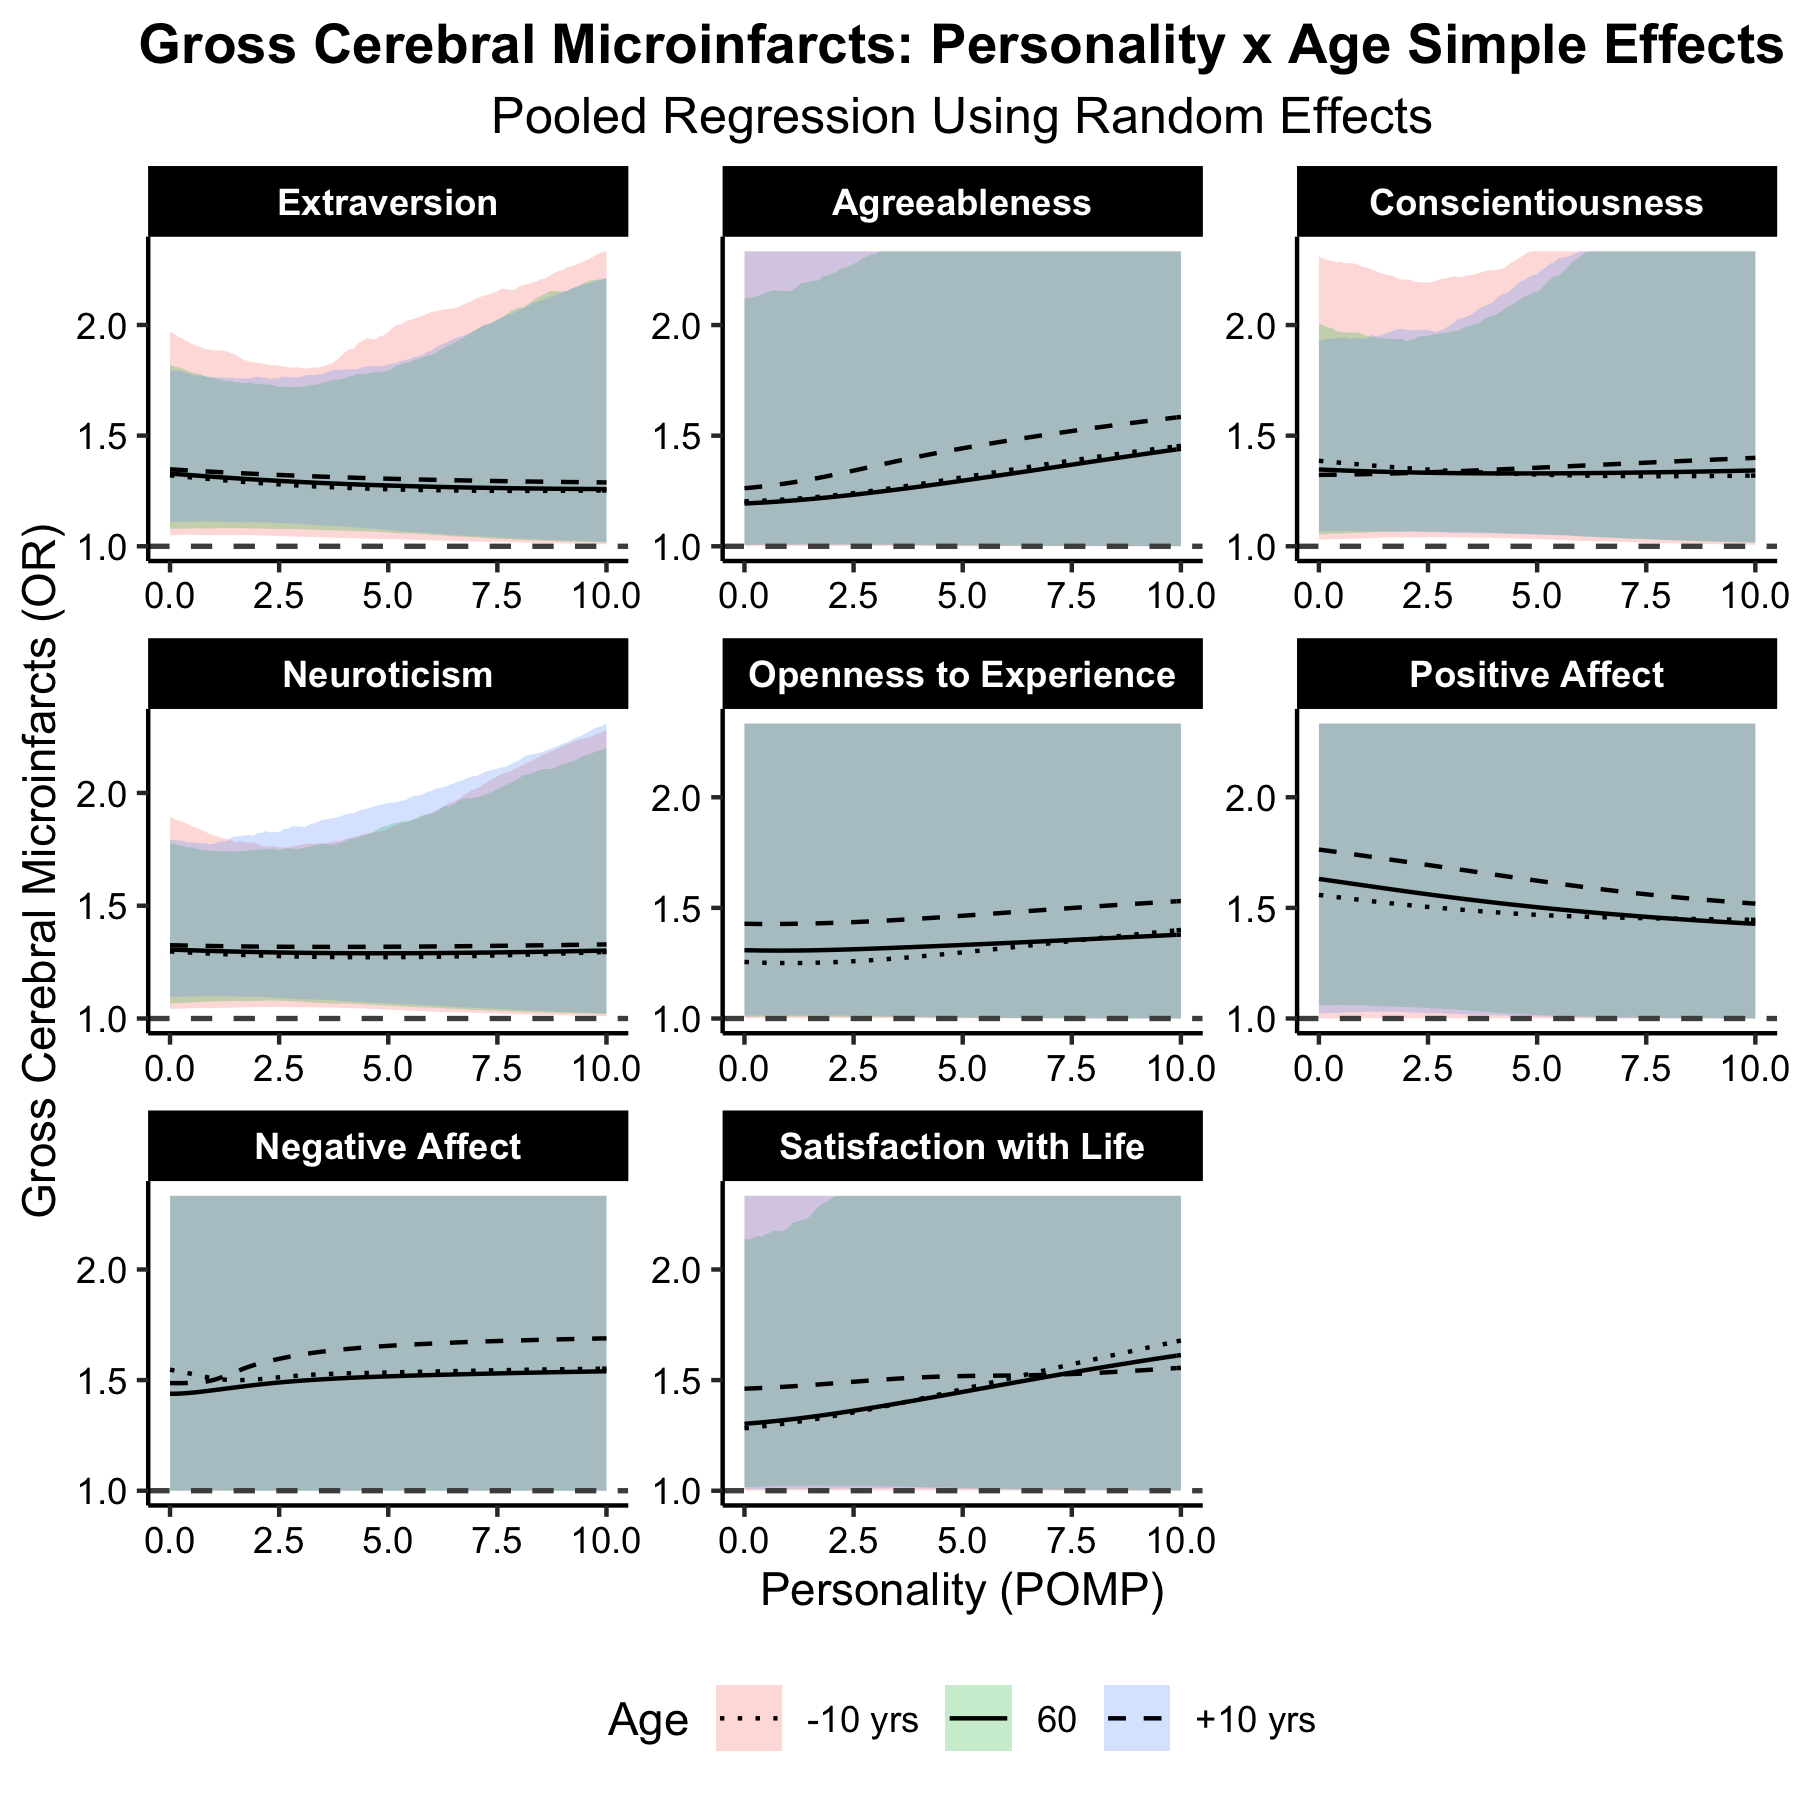 Gross Cerebral Microinfarcts: Personality x Age Simple Effects
Pooled Regression Using Random Effects
Gross Cerebral Microinfarcts (OR)
Extraversion
2.0
1.5
1.0
0.0 2.5 5.0 7.5 10.0
Agreeableness
2.0
1.5
1.0
0.0 2.5 5.0 7.5 10.0
Conscientiousness
2.0
1.5
1.0
0.0 2.5 5.0 7.5 10.0
Neuroticism
2.0
1.5
1.0
0.0 2.5 5.0 7.5 10.0
Openness to Experience
2.0
1.5
1.0
0.0 2.5 5.0 7.5 10.0
Positive Affect
2.0
1.5
1.0
0.0 2.5 5.0 7.5 10.0
Negative Affect
2.0
1.5
1.0
0.0 2.5 5.0 7.5 10.0
Satisfaction with Life
2.0
1.5
1.0
0.0 2.5 5.0 7.5 10.0
Personality (POMP)
Age -10 yrs 60 +10 yrs